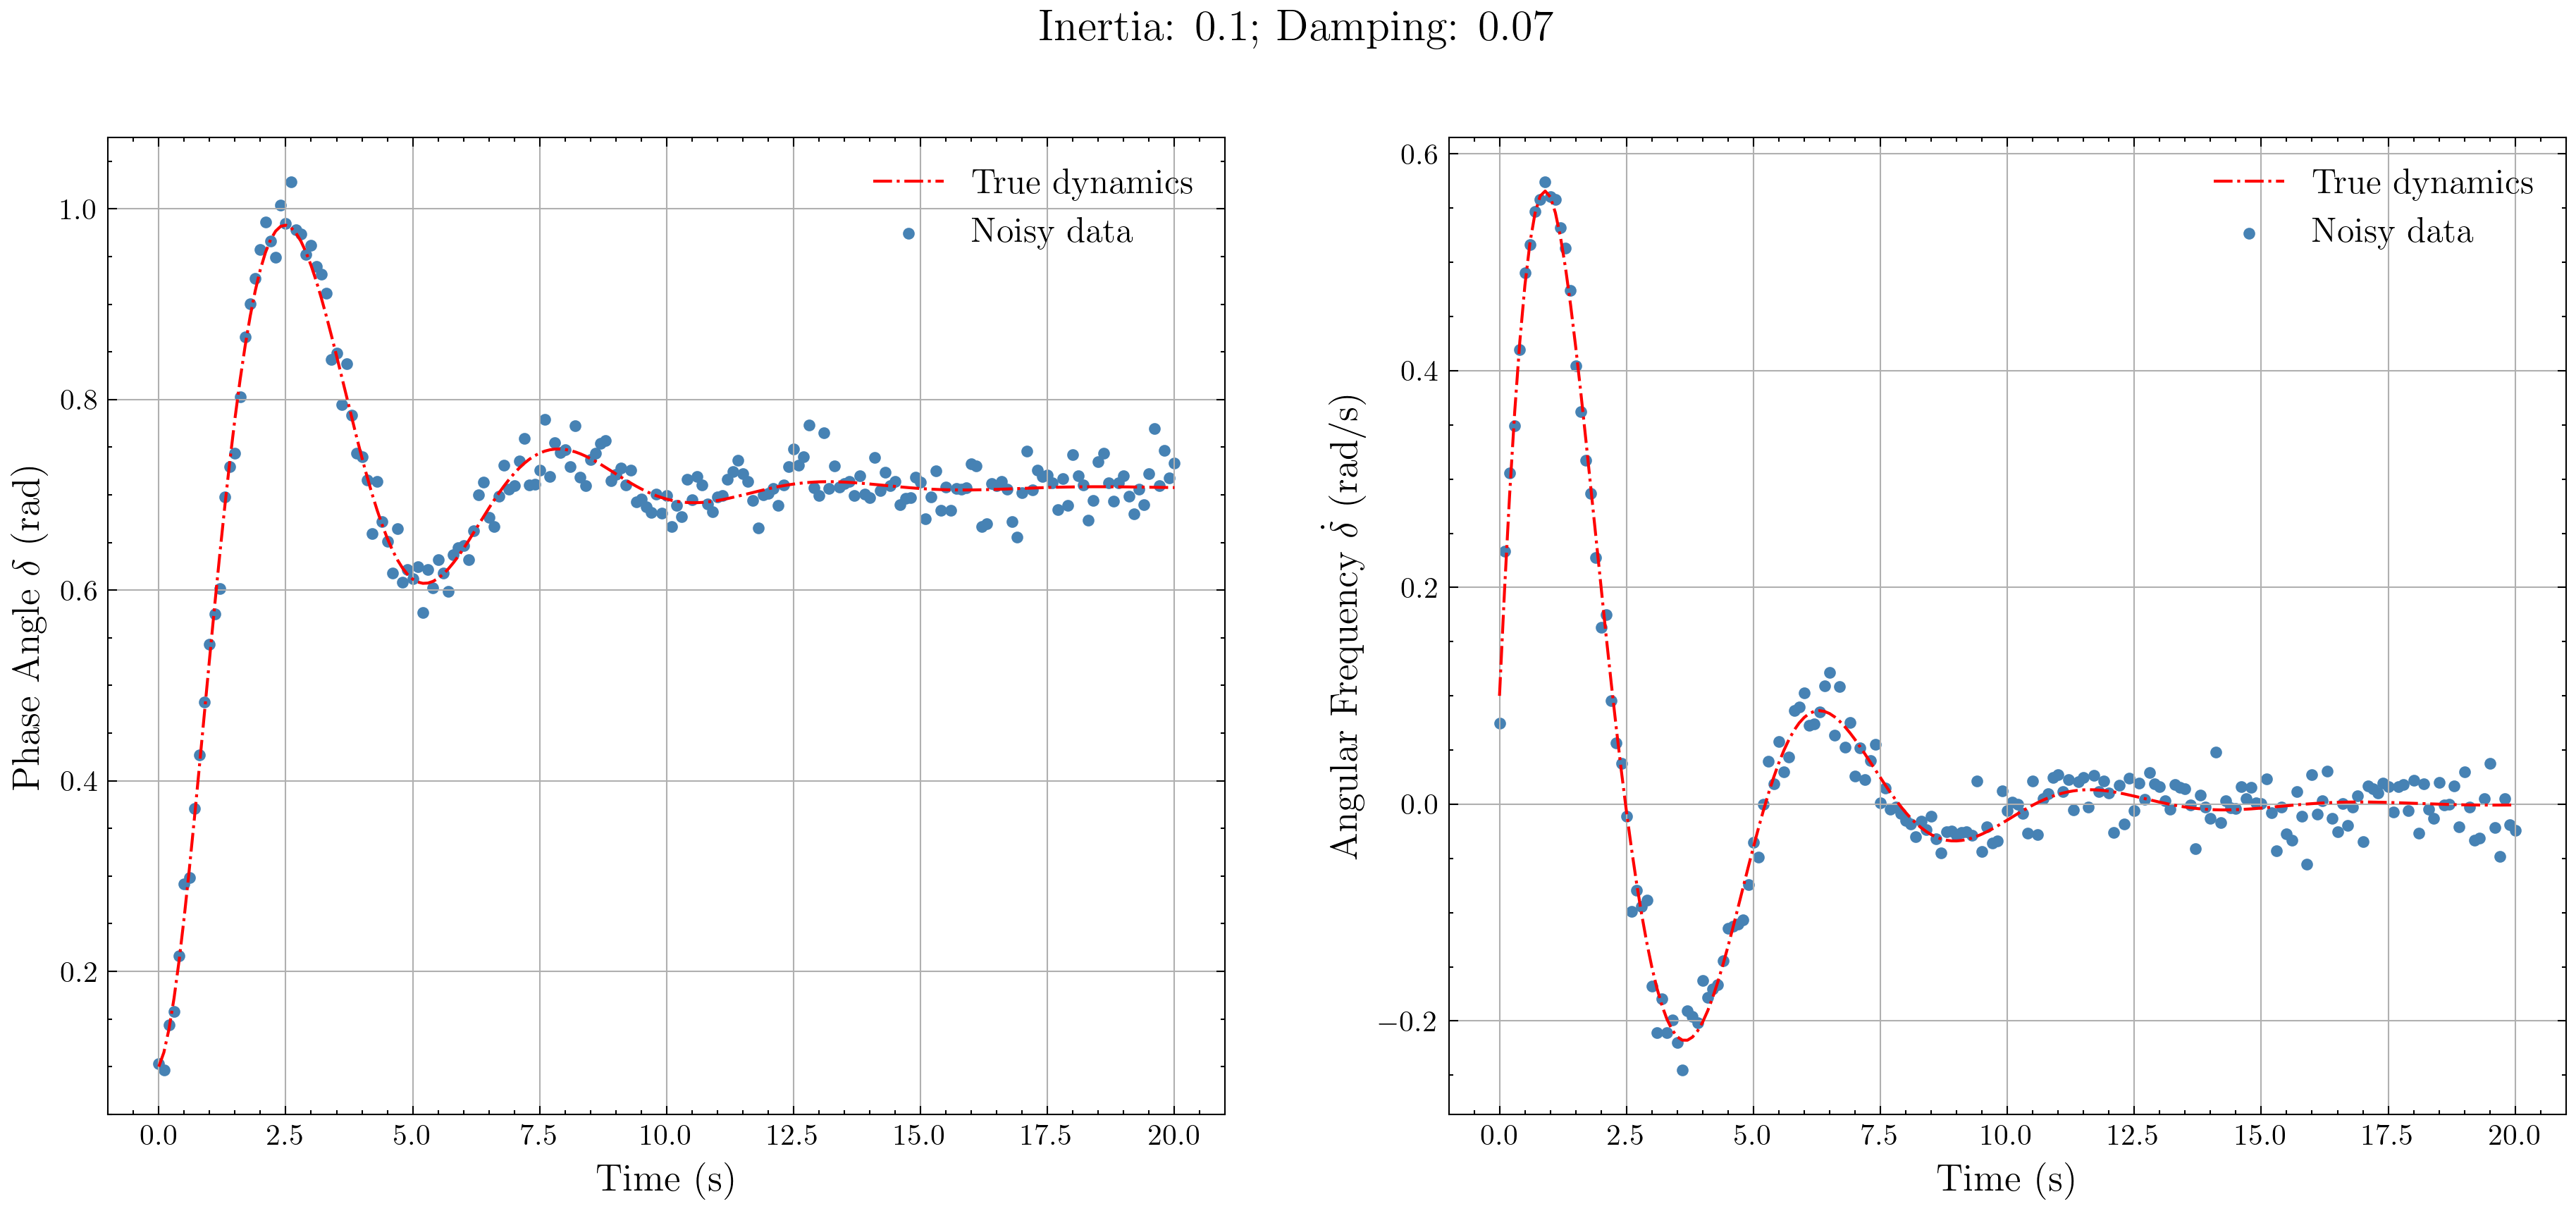 Inertia: 0.1; Damping: 0.07
Phase Angle δ (rad)
1.0
0.8
0.6
0.4
0.2
True dynamics
Noisy data
0.0 2.5 5.0 7.5 10.0 12.5 15.0 17.5 20.0
Time (s)
Angular Frequency δ̇ (rad/s)
0.6
0.4
0.2
0.0
−0.2
True dynamics
Noisy data
0.0 2.5 5.0 7.5 10.0 12.5 15.0 17.5 20.0
Time (s)